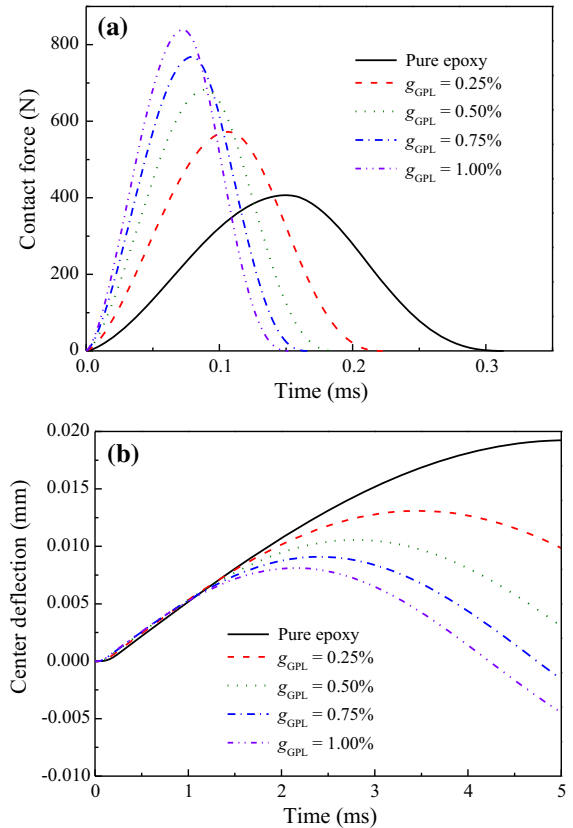 (a)
800
600
400
200
0
Contact force (N)
Pure epoxy
gGPL = 0.25%
gGPL = 0.50%
gGPL = 0.75%
gGPL = 1.00%
0.0 0.1 0.2 0.3
Time (ms)
(b)
0.020
0.015
0.010
0.005
0.000
-0.005
-0.010
Center deflection (mm)
Pure epoxy
gGPL = 0.25%
gGPL = 0.50%
gGPL = 0.75%
gGPL = 1.00%
0 1 2 3 4 5
Time (ms)